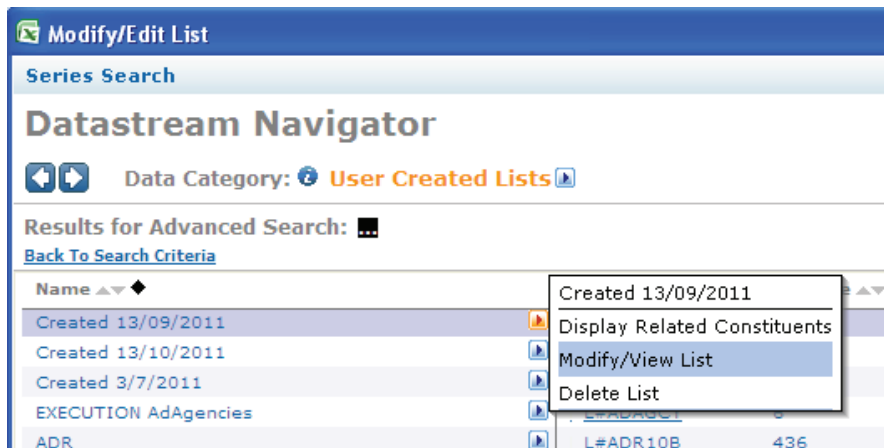 Modify/Edit List
Series Search
Datastream Navigator
Data Category: User Created Lists
Results for Advanced Search: ...
Back To Search Criteria
Name
Created 13/09/2011
Created 13/10/2011
Created 3/7/2011
EXECUTION AdAgencies
ADR L#ADR10B 436
Created 13/09/2011
Display Related Constituents
Modify/View List
Delete List